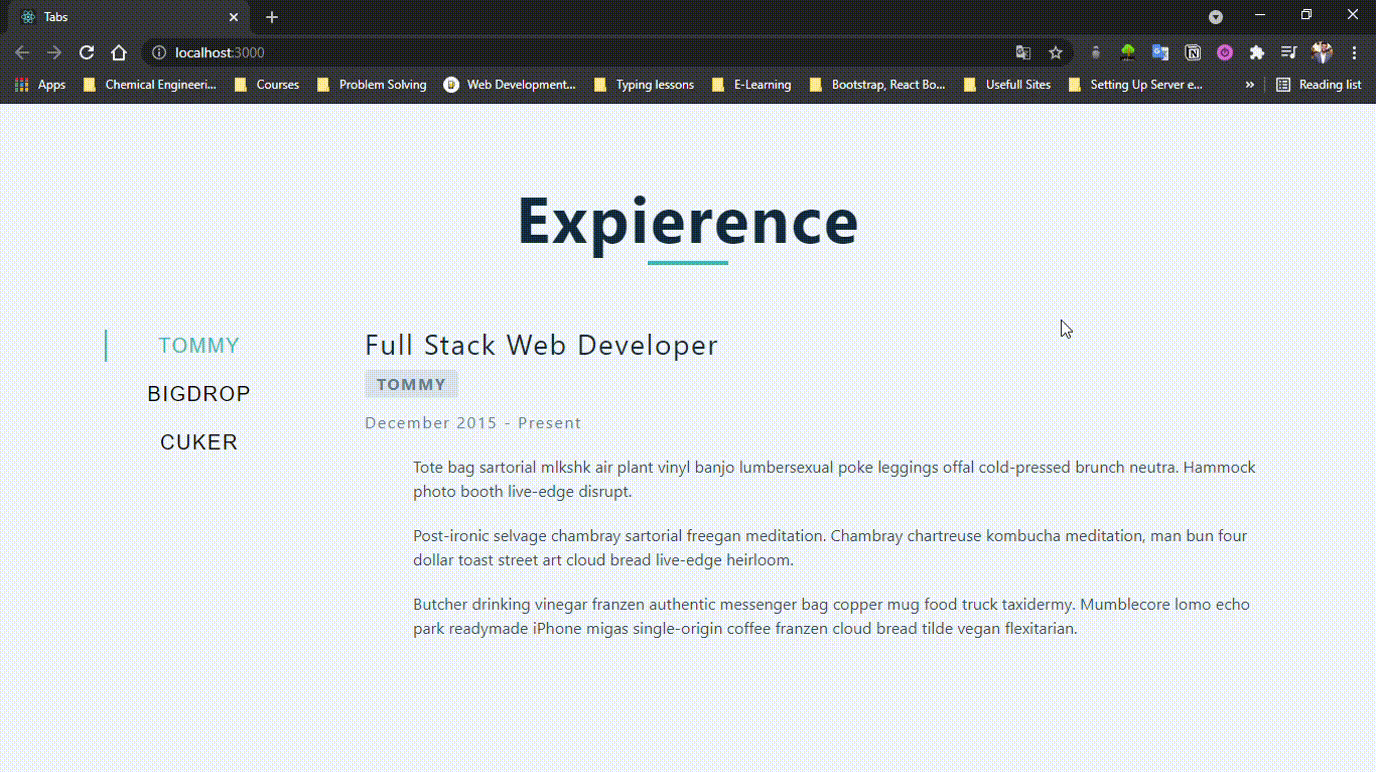 Tabs
localhost:3000
Apps
Chemical Engineeri...
Courses
Problem Solving
Web Development...
Typing lessons
E-Learning
Bootstrap, React Bo...
Usefull Sites
Setting Up Server e...
»
Reading list
Expierence
TOMMY
BIGDROP
CUKER
Full Stack Web Developer
TOMMY
December 2015 - Present
Tote bag sartorial mlkshk air plant vinyl banjo lumbersexual poke leggings offal cold-pressed brunch neutra. Hammock
photo booth live-edge disrupt.
Post-ironic selvage chambray sartorial freegan meditation. Chambray chartreuse kombucha meditation, man bun four
dollar toast street art cloud bread live-edge heirloom.
Butcher drinking vinegar franzen authentic messenger bag copper mug food truck taxidermy. Mumblecore lomo echo
park readymade iPhone migas single-origin coffee franzen cloud bread tilde vegan flexitarian.